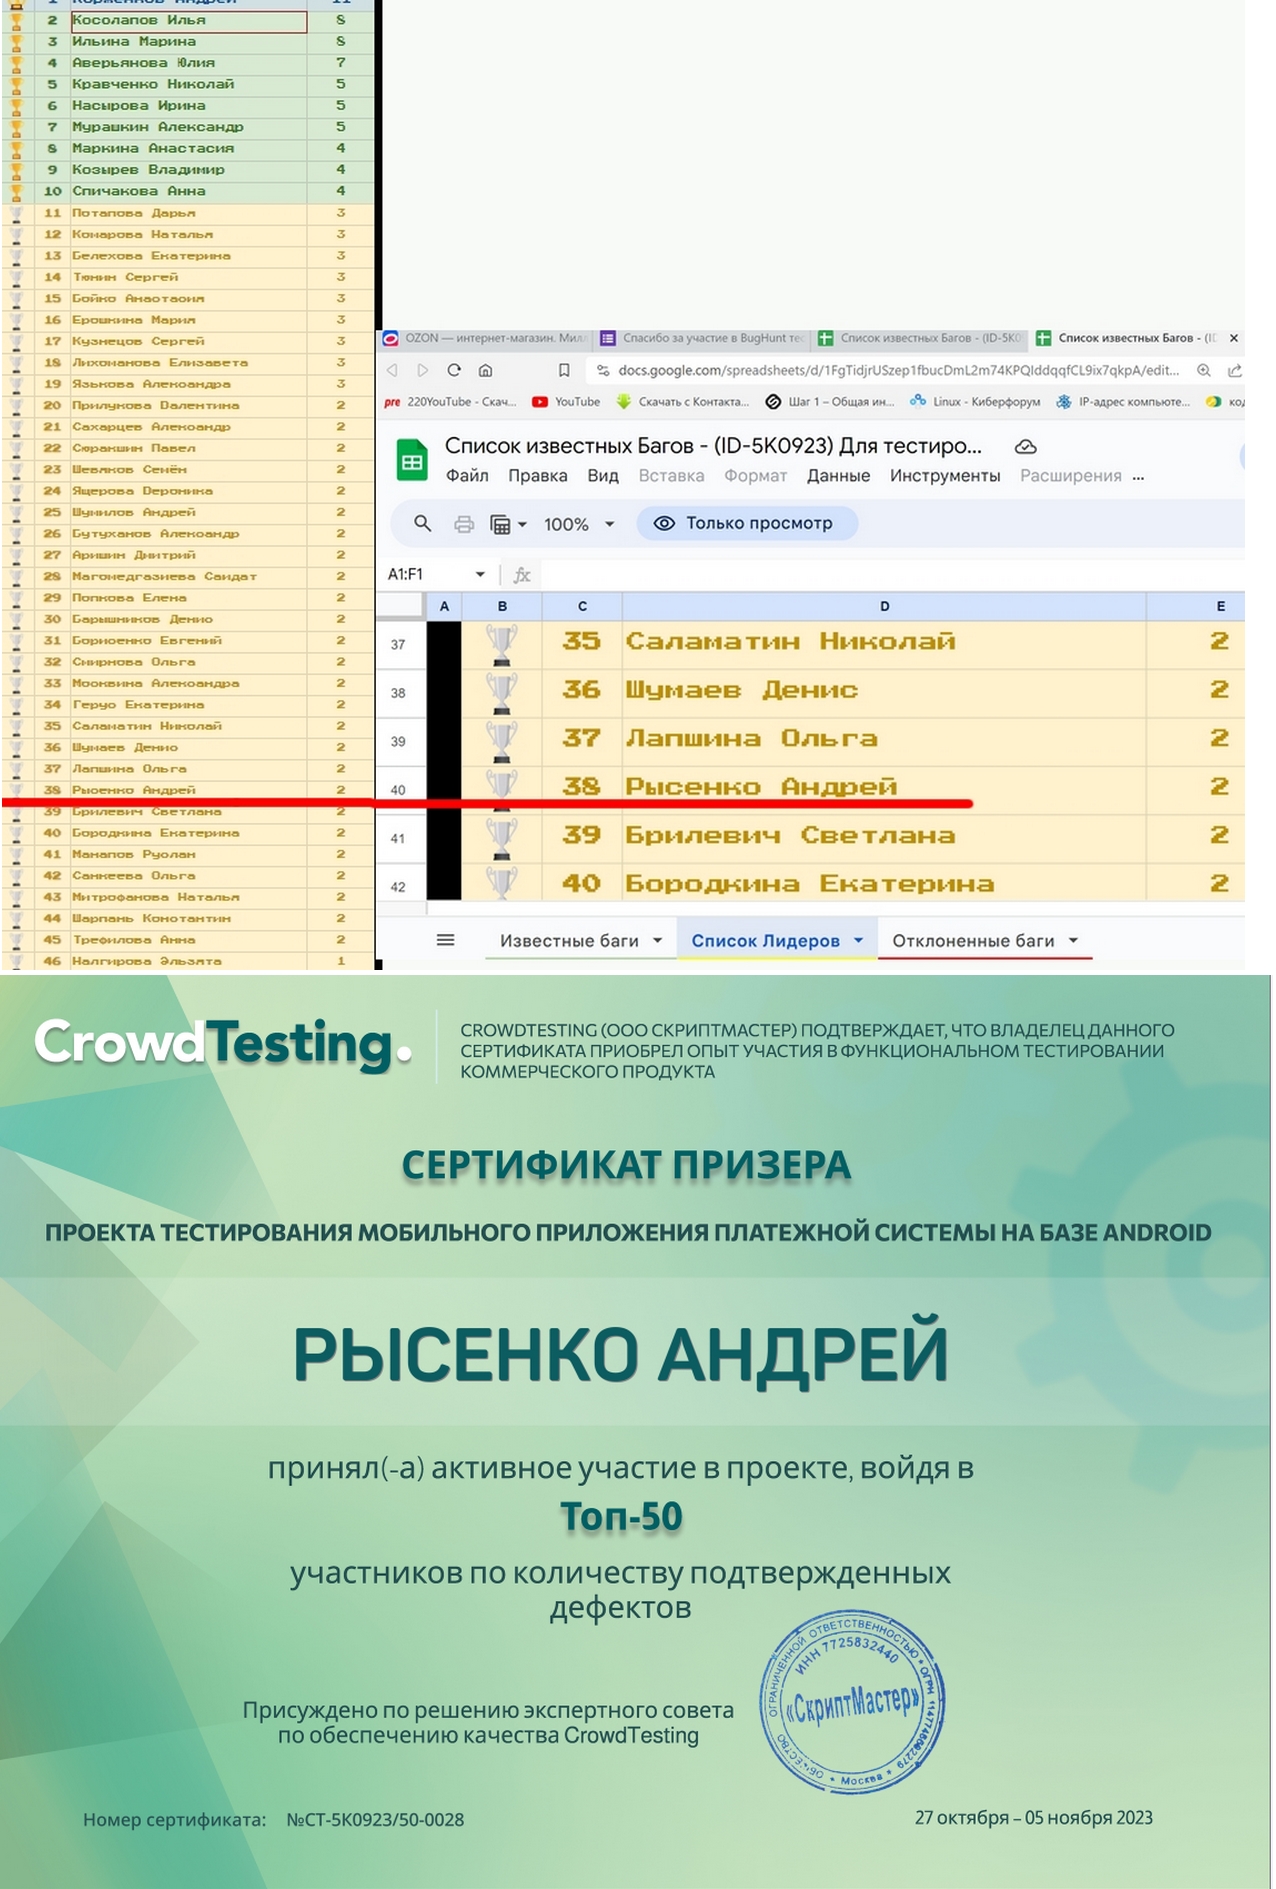 2 Косолапов Илья 8
3 Ильина Марина 8
4 Аверьянова Юлия 7
5 Кравченко Николай 5
6 Насырова Ирина 5
7 Мурашкин Александр 5
8 Маркина Анастасия 4
9 Козырев Владимир 4
10 Спичакова Анна 4
11 Потапова Дарья 3
12 Комарова Наталья 3
13 Белехова Екатерина 3
14 Тюнин Сергей 3
15 Бойко Анастасия 3
16 Ерошкина Мария 3
17 Кузнецов Сергей 3
18 Лихоманова Елизавета 3
19 Языкова Александра 3
20 Прилукова Валентина 2
21 Сахарцев Александр 2
22 Сюракшин Павел 2
23 Шевяков Семён 2
24 Ящерова Вероника 2
25 Шумилов Андрей 2
26 Бутуханов Александр 2
27 Аришин Дмитрий 2
28 Магомедгазиева Саидат 2
29 Попкова Елена 2
30 Барышников Денис 2
31 Борисенко Евгений 2
32 Смирнова Ольга 2
33 Москвина Александра 2
34 Герус Екатерина 2
35 Саламатин Николай 2
36 Шумаев Денис 2
37 Лапшина Ольга 2
38 Рысенко Андрей 2
39 Брилевич Светлана 2
40 Бородкина Екатерина 2
41 Манапов Руслан 2
42 Санжеева Ольга 2
43 Митрофанова Наталья 2
44 Шарпань Константин 2
45 Трефилова Анна 2
46 Налгирова Эльзата 1
OZON — интернет-магазин. Мил Спасибо за участие в BugHunt те Список известных Багов - (ID-5K0 Список известных Багов - (ID
docs.google.com/spreadsheets/d/1FgTidjrUSzep1fbucDmL2m74KPQIddqqfCL9ix7qkpA/edit...
pre 220YouTube - Скач... YouTube Скачать с Контакта... Шаг 1 – Общая ин... Linux - Киберфорум IP-адрес компьюте... код
Список известных Багов - (ID-5K0923) Для тестиро...
Файл Правка Вид Вставка Формат Данные Инструменты Расширения ...
100% Только просмотр
A1:F1 fx
A B C D E
37 35 Саламатин Николай 2
38 36 Шумаев Денис 2
39 37 Лапшина Ольга 2
40 38 Рысенко Андрей 2
41 39 Брилевич Светлана 2
42 40 Бородкина Екатерина 2
Известные баги Список Лидеров Отклоненные баги
CrowdTesting.
CROWDTESTING (ООО СКРИПТМАСТЕР) ПОДТВЕРЖДАЕТ, ЧТО ВЛАДЕЛЕЦ ДАННОГО
СЕРТИФИКАТА ПРИОБРЕЛ ОПЫТ УЧАСТИЯ В ФУНКЦИОНАЛЬНОМ ТЕСТИРОВАНИИ
КОММЕРЧЕСКОГО ПРОДУКТА
СЕРТИФИКАТ ПРИЗЕРА
ПРОЕКТА ТЕСТИРОВАНИЯ МОБИЛЬНОГО ПРИЛОЖЕНИЯ ПЛАТЕЖНОЙ СИСТЕМЫ НА БАЗЕ ANDROID
РЫСЕНКО АНДРЕЙ
принял(-а) активное участие в проекте, войдя в
Топ-50
участников по количеству подтвержденных
дефектов
Присуждено по решению экспертного совета
по обеспечению качества CrowdTesting
ОБЩЕСТВО ОГРАНИЧЕННОЙ ОТВЕТСТВЕННОСТЬЮ
ИНН 7725832440
«СкриптМастер»
Москва
Номер сертификата: №СТ-5К0923/50-0028
27 октября – 05 ноября 2023